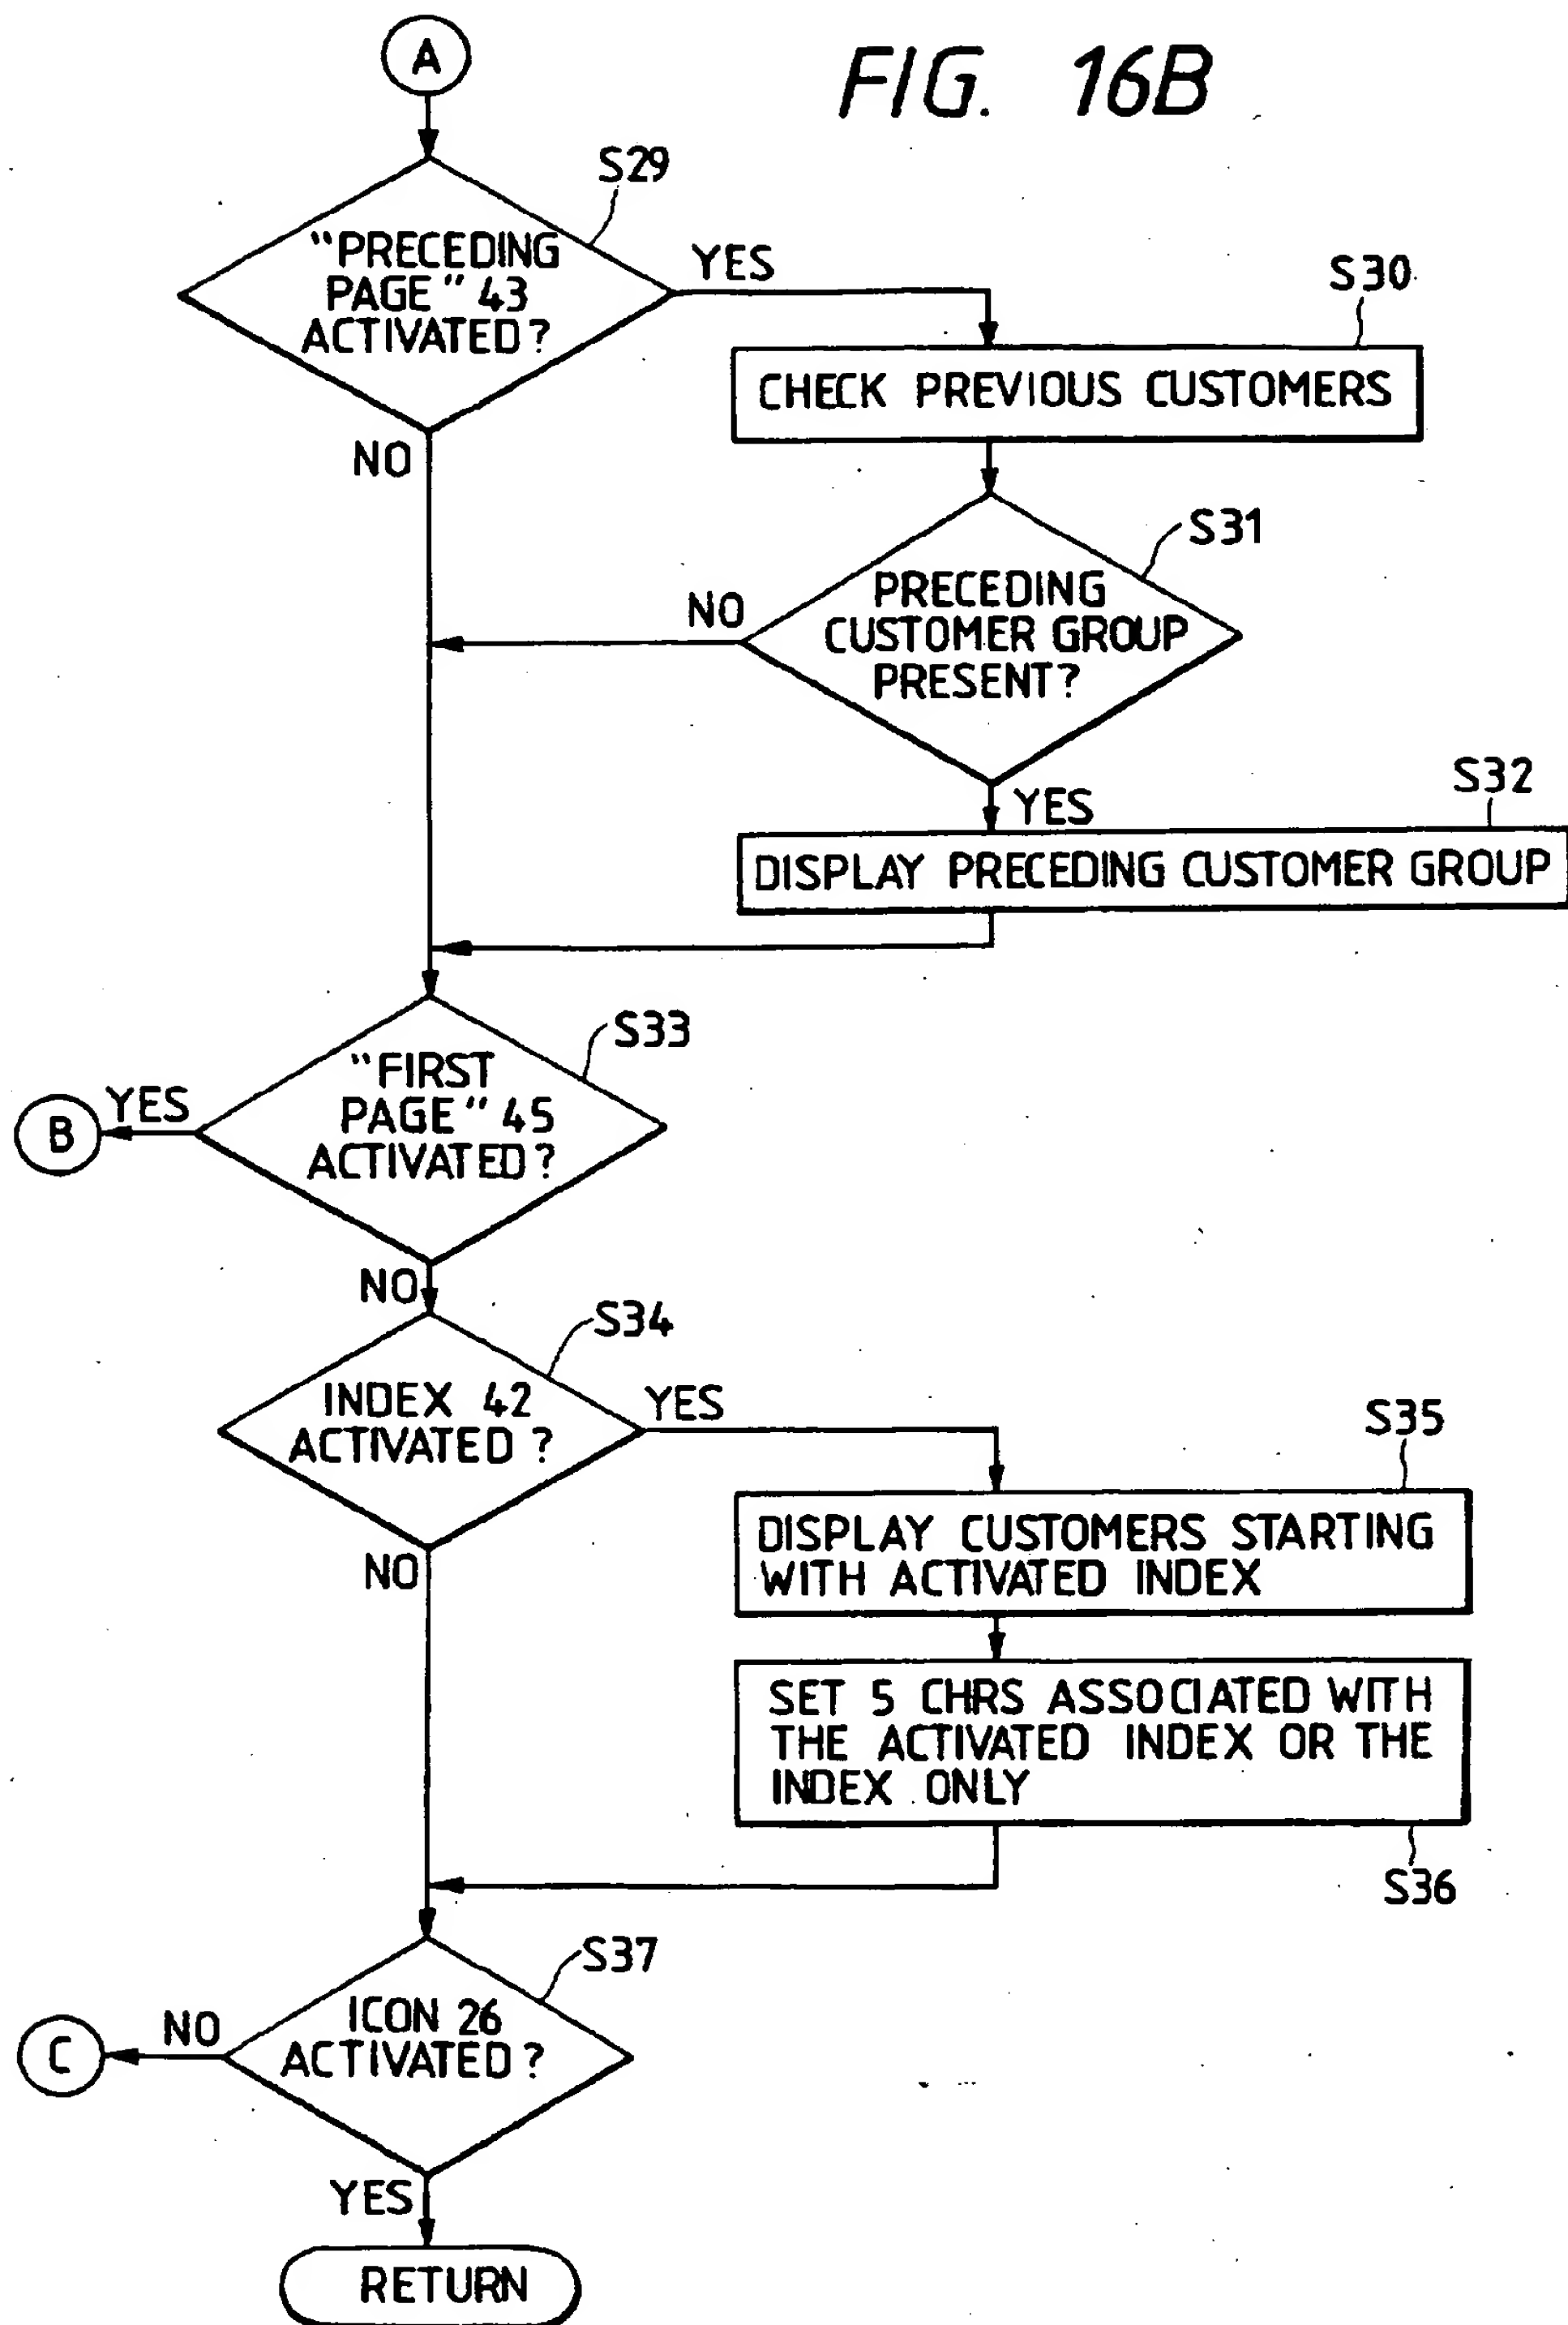 A
FIG. 16B
S29
"PRECEDING
PAGE" 43
ACTIVATED?
YES
NO
S30
CHECK PREVIOUS CUSTOMERS
S31
PRECEDING
CUSTOMER GROUP
PRESENT?
NO
YES
S32
DISPLAY PRECEDING CUSTOMER GROUP
S33
"FIRST
PAGE" 45
ACTIVATED?
YES
B
NO
S34
INDEX 42
ACTIVATED?
YES
NO
S35
DISPLAY CUSTOMERS STARTING
WITH ACTIVATED INDEX
SET 5 CHRS ASSOCIATED WITH
THE ACTIVATED INDEX OR THE
INDEX ONLY
S36
S37
ICON 26
ACTIVATED?
NO
C
YES
RETURN